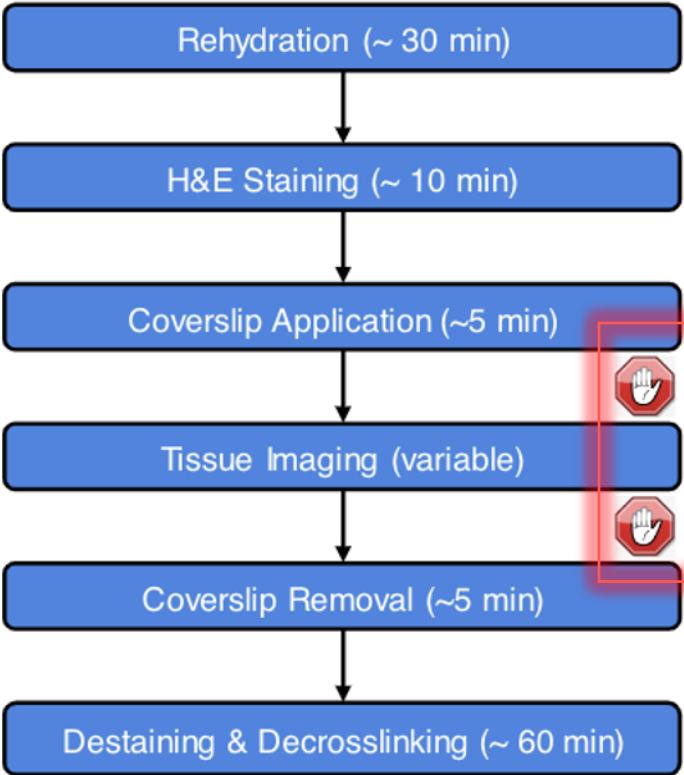 Rehydration (~ 30 min)
H&E Staining (~ 10 min)
Coverslip Application (~5 min)
Tissue Imaging (variable)
Coverslip Removal (~5 min)
Destaining & Decrosslinking (~ 60 min)